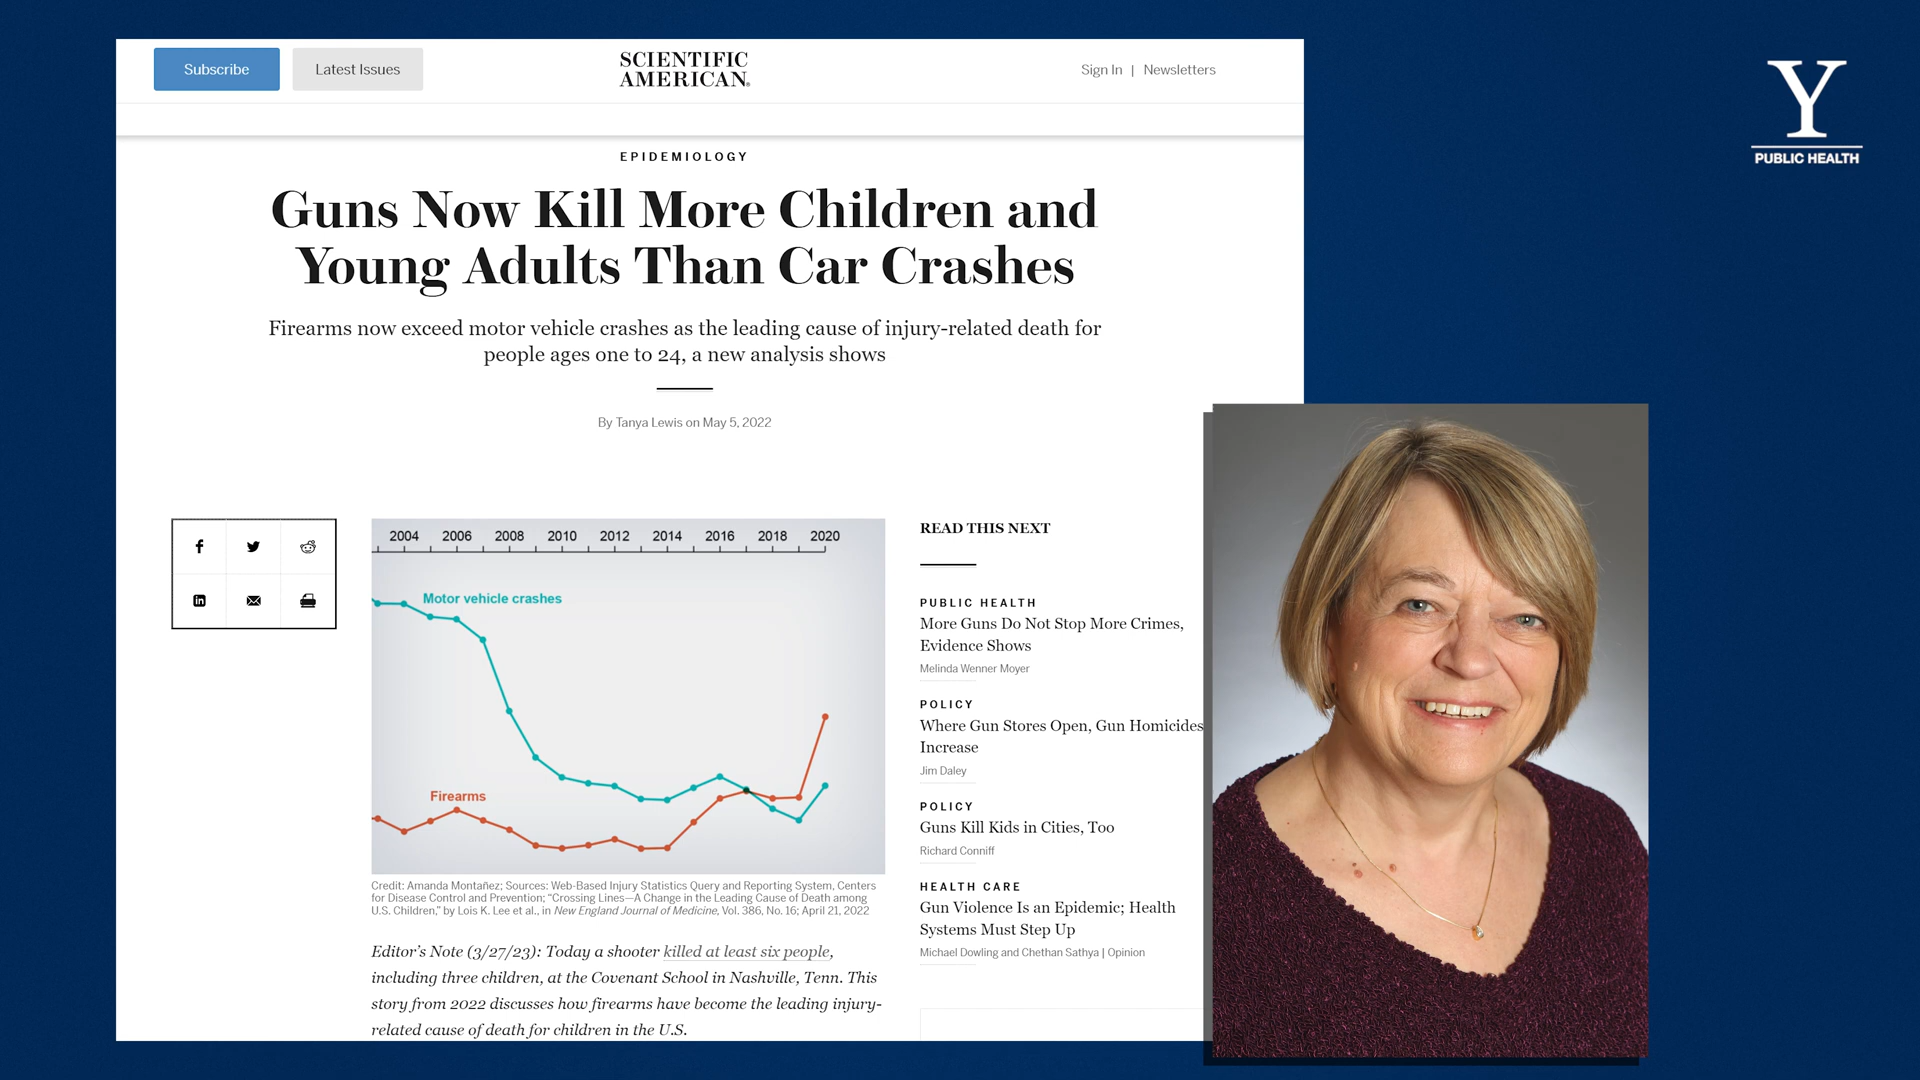 Subscribe
Latest Issues
SCIENTIFIC
AMERICAN®
Sign In | Newsletters
Y
PUBLIC HEALTH
EPIDEMIOLOGY
Guns Now Kill More Children and
Young Adults Than Car Crashes
Firearms now exceed motor vehicle crashes as the leading cause of injury-related death for
people ages one to 24, a new analysis shows
By Tanya Lewis on May 5, 2022
2004 2006 2008 2010 2012 2014 2016 2018 2020
Motor vehicle crashes
Firearms
Credit: Amanda Montañez; Sources: Web-Based Injury Statistics Query and Reporting System, Centers
for Disease Control and Prevention; “Crossing Lines—A Change in the Leading Cause of Death among
U.S. Children,” by Lois K. Lee et al., in New England Journal of Medicine, Vol. 386, No. 16; April 21, 2022
Editor’s Note (3/27/23): Today a shooter killed at least six people,
including three children, at the Covenant School in Nashville, Tenn. This
story from 2022 discusses how firearms have become the leading injury-
related cause of death for children in the U.S.
READ THIS NEXT
PUBLIC HEALTH
More Guns Do Not Stop More Crimes,
Evidence Shows
Melinda Wenner Moyer
POLICY
Where Gun Stores Open, Gun Homicides
Increase
Jim Daley
POLICY
Guns Kill Kids in Cities, Too
Richard Conniff
HEALTH CARE
Gun Violence Is an Epidemic; Health
Systems Must Step Up
Michael Dowling and Chethan Sathya | Opinion